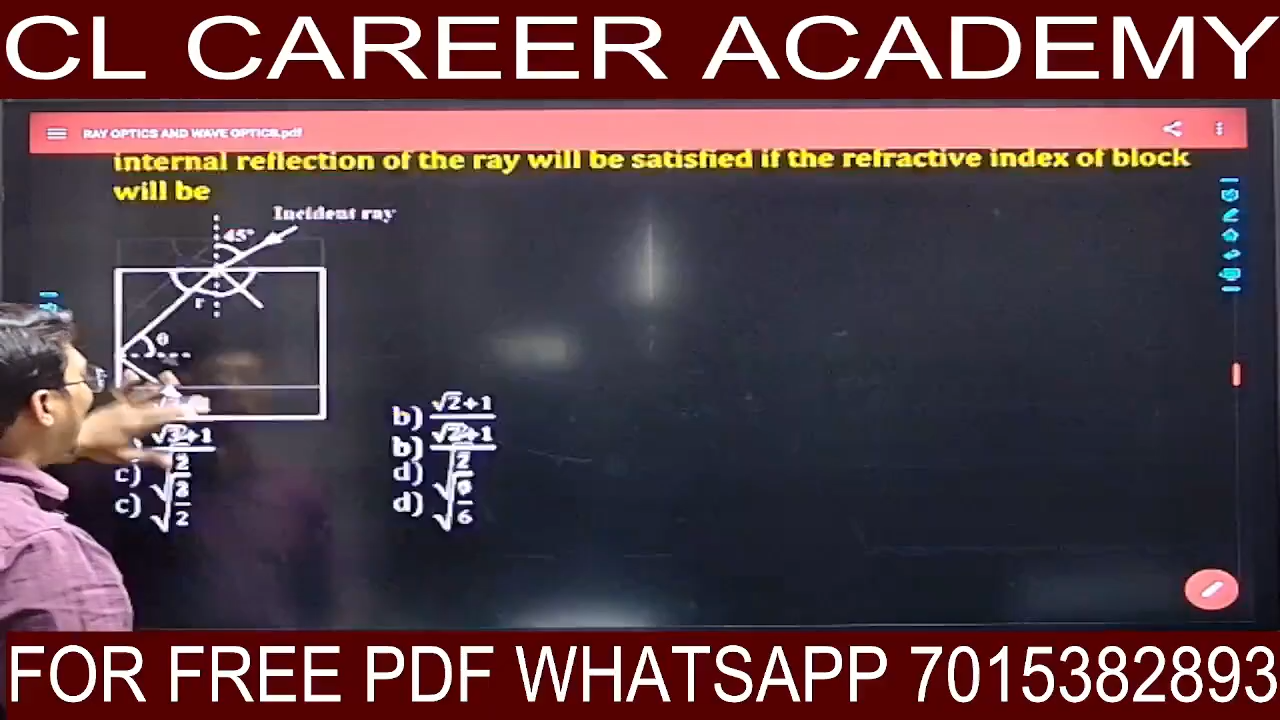 CL CAREER ACADEMY
RAY OPTICS AND WAVE OPTICS.pdf
internal reflection of the ray will be satisfied if the refractive index of block
will be
Incident ray
45°
r
θ
b) √2+1
√3+1
b) √2+1
2
c)
d)
c) √ 2
d) √ 6
FOR FREE PDF WHATSAPP 7015382893